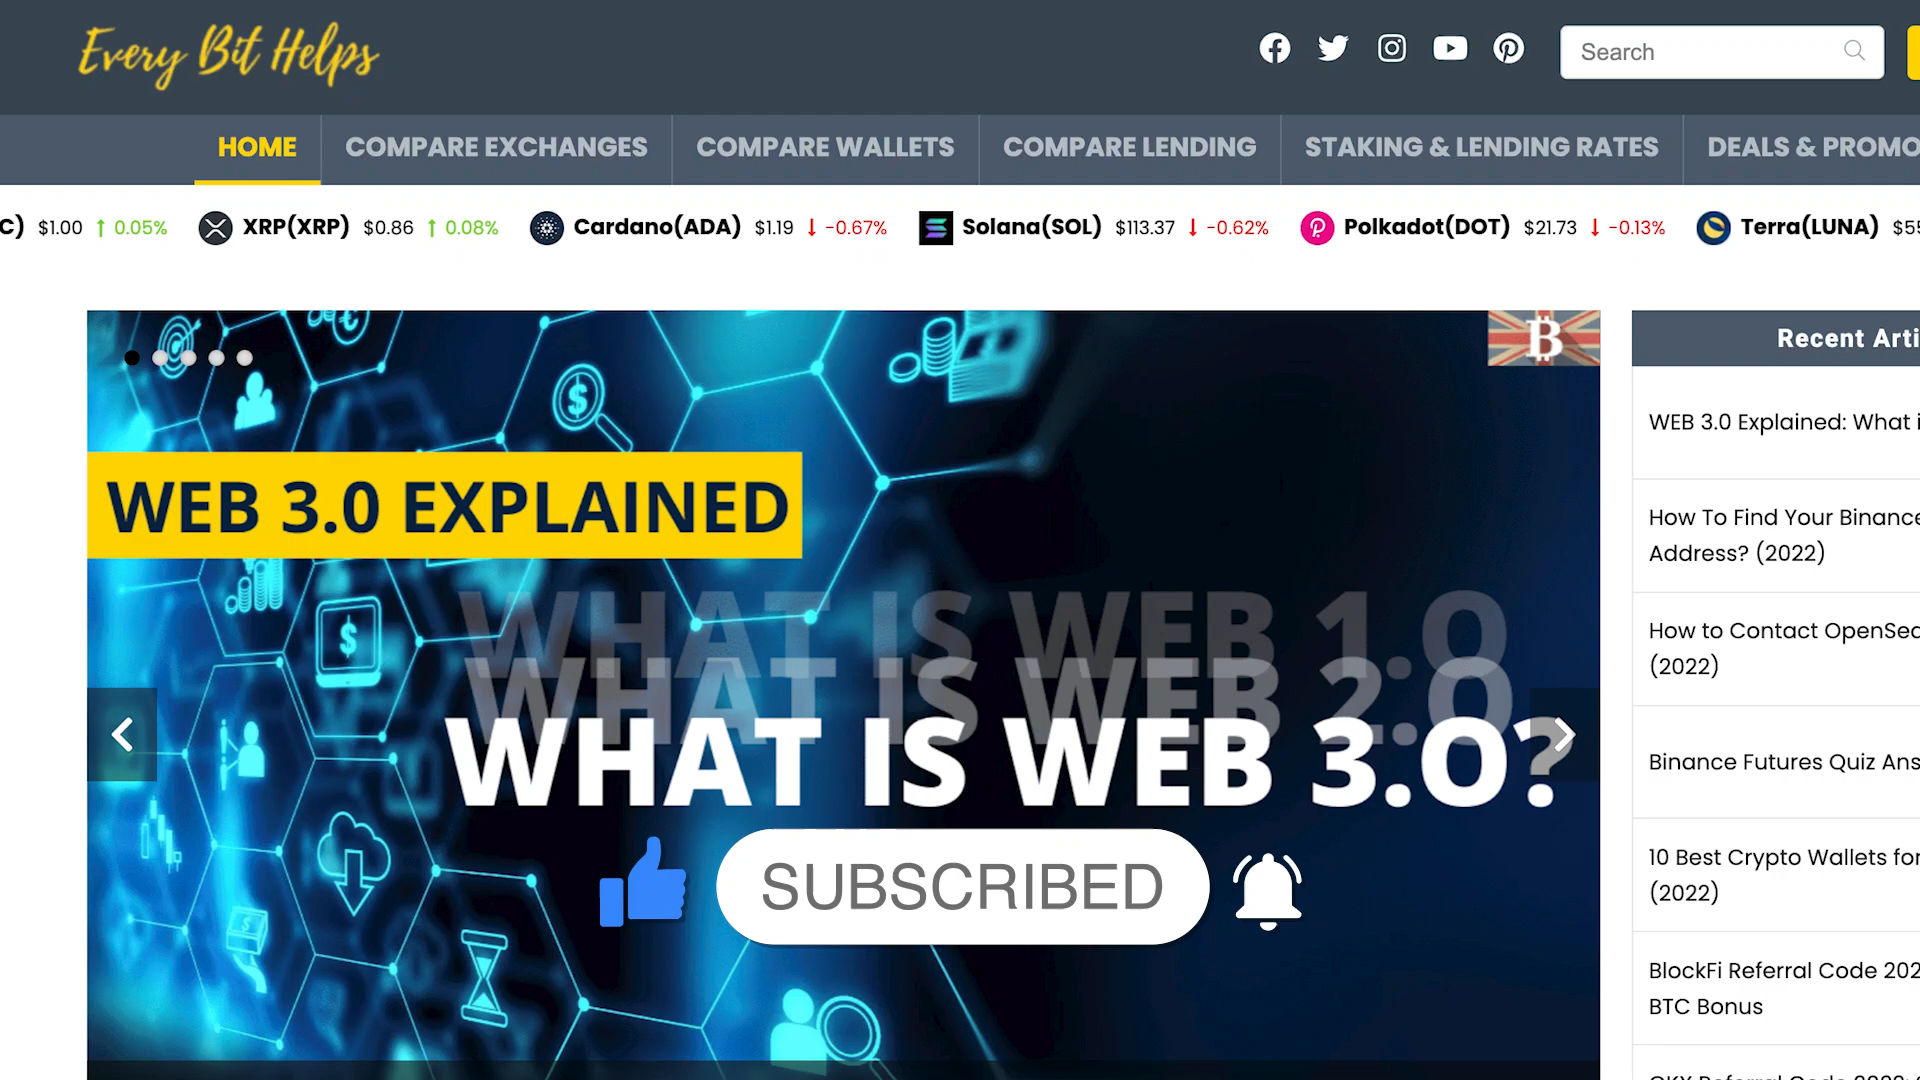 Every Bit Helps
Search
HOME COMPARE EXCHANGES COMPARE WALLETS COMPARE LENDING STAKING & LENDING RATES DEALS & PROMO
C) $1.00 ↑ 0.05% XRP(XRP) $0.86 ↑ 0.08% Cardano(ADA) $1.19 ↓ -0.67% Solana(SOL) $113.37 ↓ -0.62% Polkadot(DOT) $21.73 ↓ -0.13% Terra(LUNA)
WEB 3.0 EXPLAINED
WHAT IS WEB 1.0
WHAT IS WEB 2.0
WHAT IS WEB 3.0?
SUBSCRIBED
Recent Arti
WEB 3.0 Explained: What i
How To Find Your Binance
Address? (2022)
How to Contact OpenSea
(2022)
Binance Futures Quiz Ans
10 Best Crypto Wallets for
(2022)
BlockFi Referral Code 202
BTC Bonus